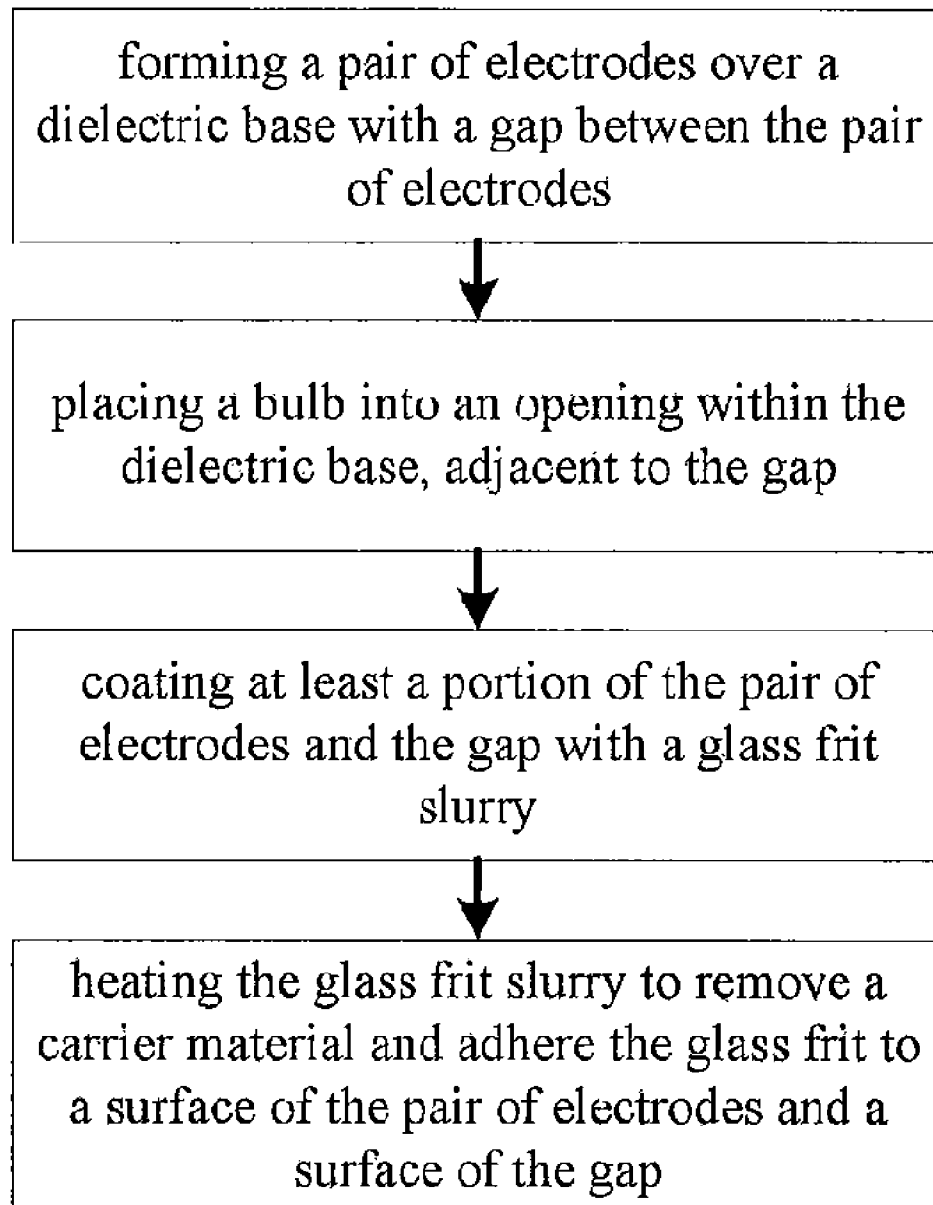 forming a pair of electrodes over a
dielectric base with a gap between the pair
of electrodes
placing a bulb into an opening within the
dielectric base, adjacent to the gap
coating at least a portion of the pair of
electrodes and the gap with a glass frit
slurry
heating the glass frit slurry to remove a
carrier material and adhere the glass frit to
a surface of the pair of electrodes and a
surface of the gap